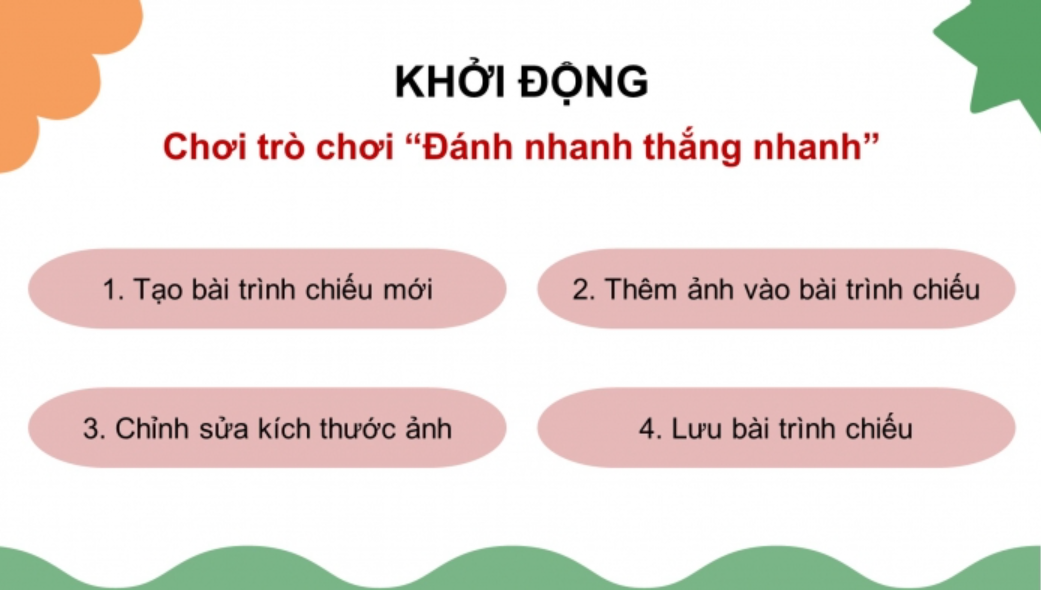 KHỞI ĐỘNG
Chơi trò chơi “Đánh nhanh thắng nhanh”
1. Tạo bài trình chiếu mới
2. Thêm ảnh vào bài trình chiếu
3. Chỉnh sửa kích thước ảnh
4. Lưu bài trình chiếu